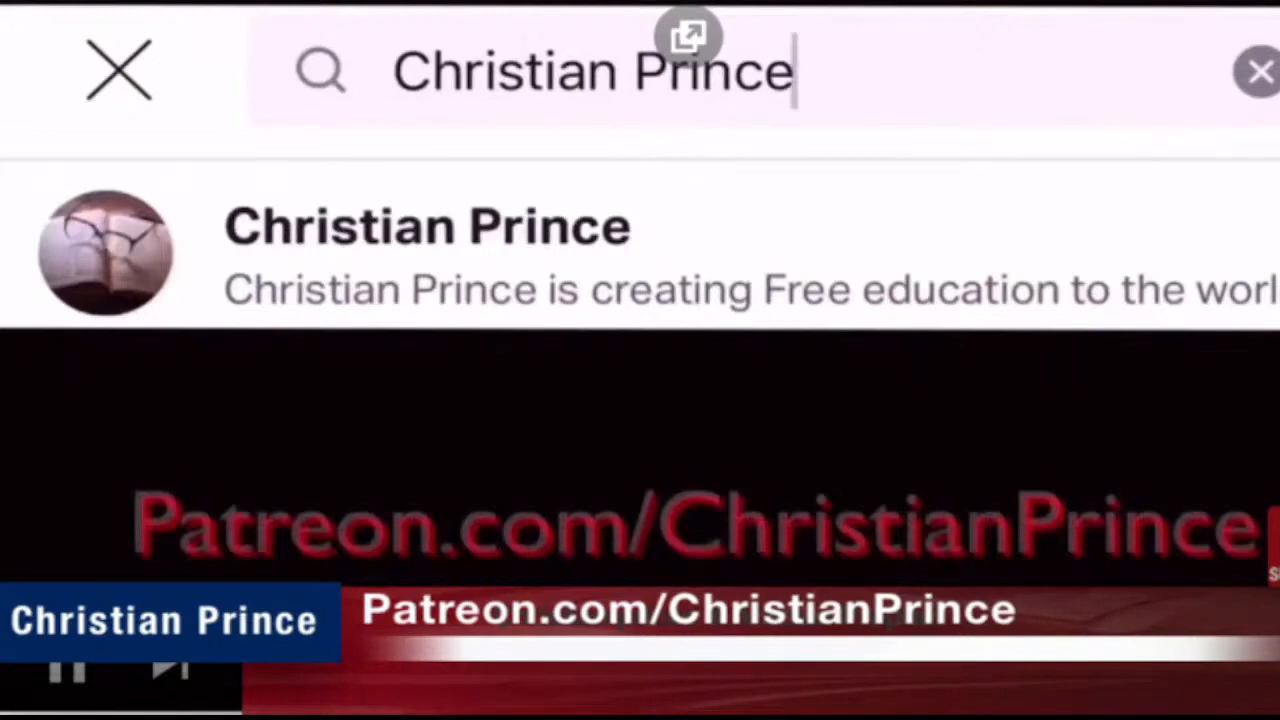 Christian Prince
Christian Prince
Christian Prince is creating Free education to the worl
Patreon.com/ChristianPrince
Christian Prince
Patreon.com/ChristianPrince